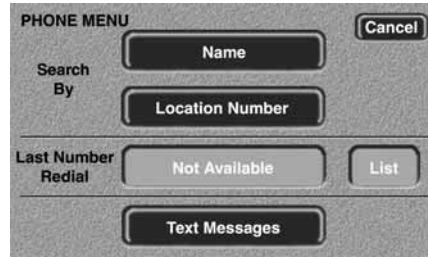 PHONE MENU
Cancel
Name
Search
By
Location Number
Last Number
Redial
Not Available
List
Text Messages